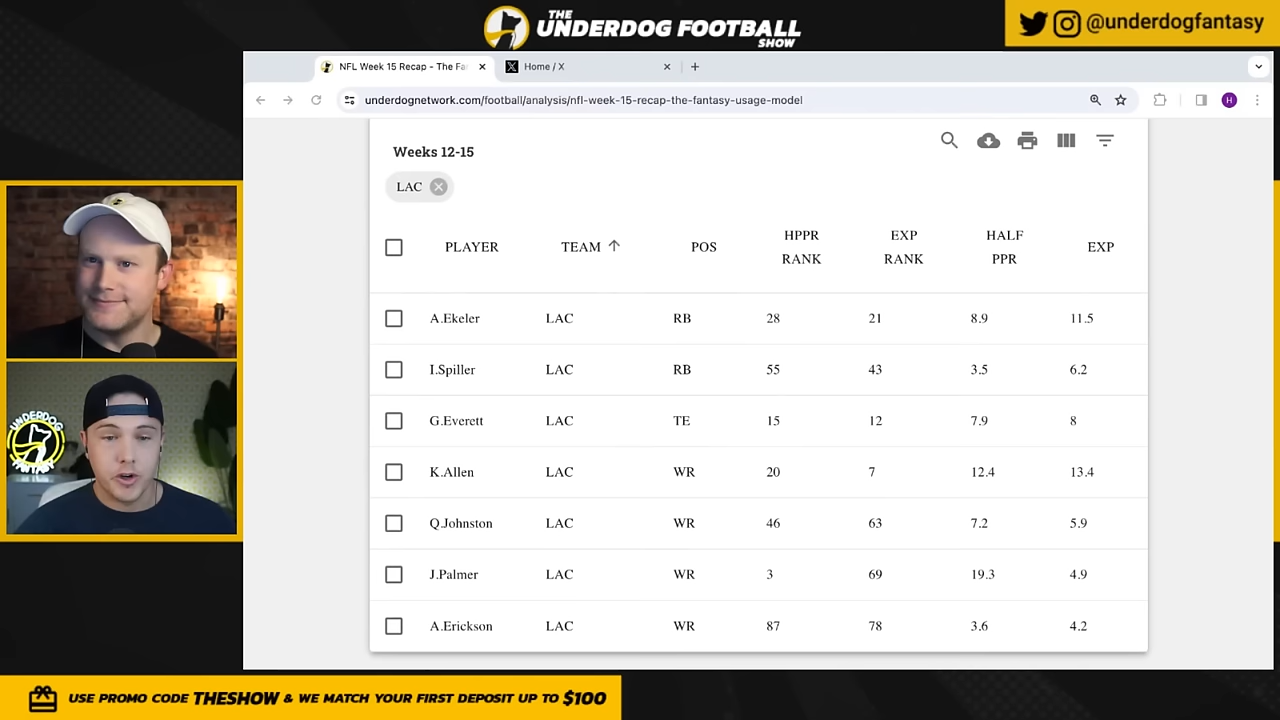 THE
UNDERDOG FOOTBALL
SHOW
@underdogfantasy
NFL Week 15 Recap - The Fa
Home / X
underdognetwork.com/football/analysis/nfl-week-15-recap-the-fantasy-usage-model
H
Weeks 12-15
LAC
PLAYER TEAM POS HPPR RANK EXP RANK HALF PPR EXP
A.Ekeler LAC RB 28 21 8.9 11.5
I.Spiller LAC RB 55 43 3.5 6.2
G.Everett LAC TE 15 12 7.9 8
K.Allen LAC WR 20 7 12.4 13.4
Q.Johnston LAC WR 46 63 7.2 5.9
J.Palmer LAC WR 3 69 19.3 4.9
A.Erickson LAC WR 87 78 3.6 4.2
UNDERDOG
FANTASY
USE PROMO CODE THESHOW & WE MATCH YOUR FIRST DEPOSIT UP TO $100